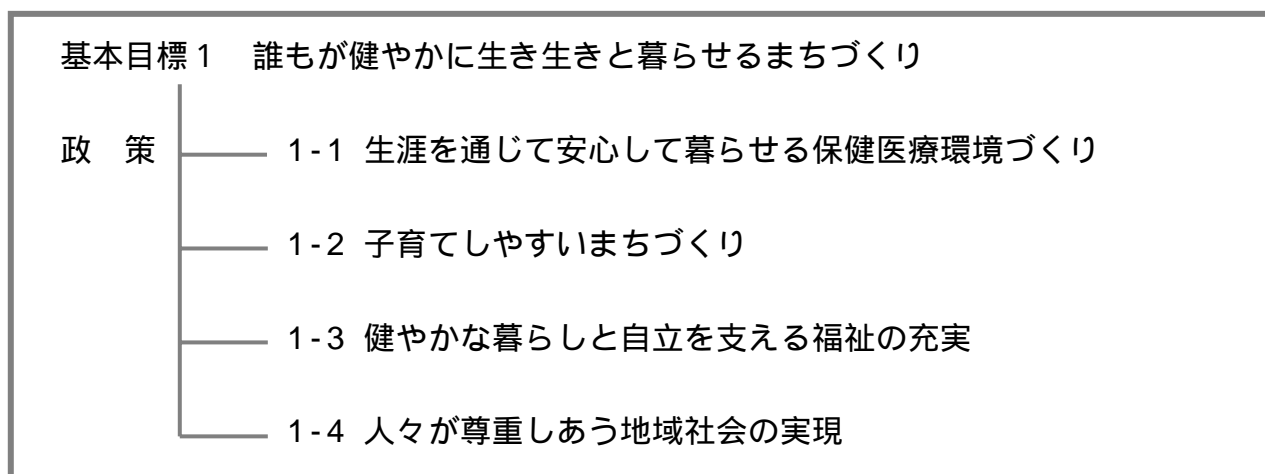 基本目標1　誰もが健やかに生き生きと暮らせるまちづくり
政　策　1-1 生涯を通じて安心して暮らせる保健医療環境づくり
1-2 子育てしやすいまちづくり
1-3 健やかな暮らしと自立を支える福祉の充実
1-4 人々が尊重しあう地域社会の実現